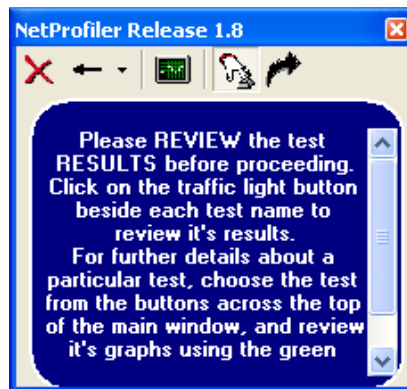 NetProfiler Release 1.8
Please REVIEW the test
RESULTS before proceeding.
Click on the traffic light button
beside each test name to
review it's results.
For further details about a
particular test, choose the test
from the buttons across the top
of the main window, and review
it's graphs using the green